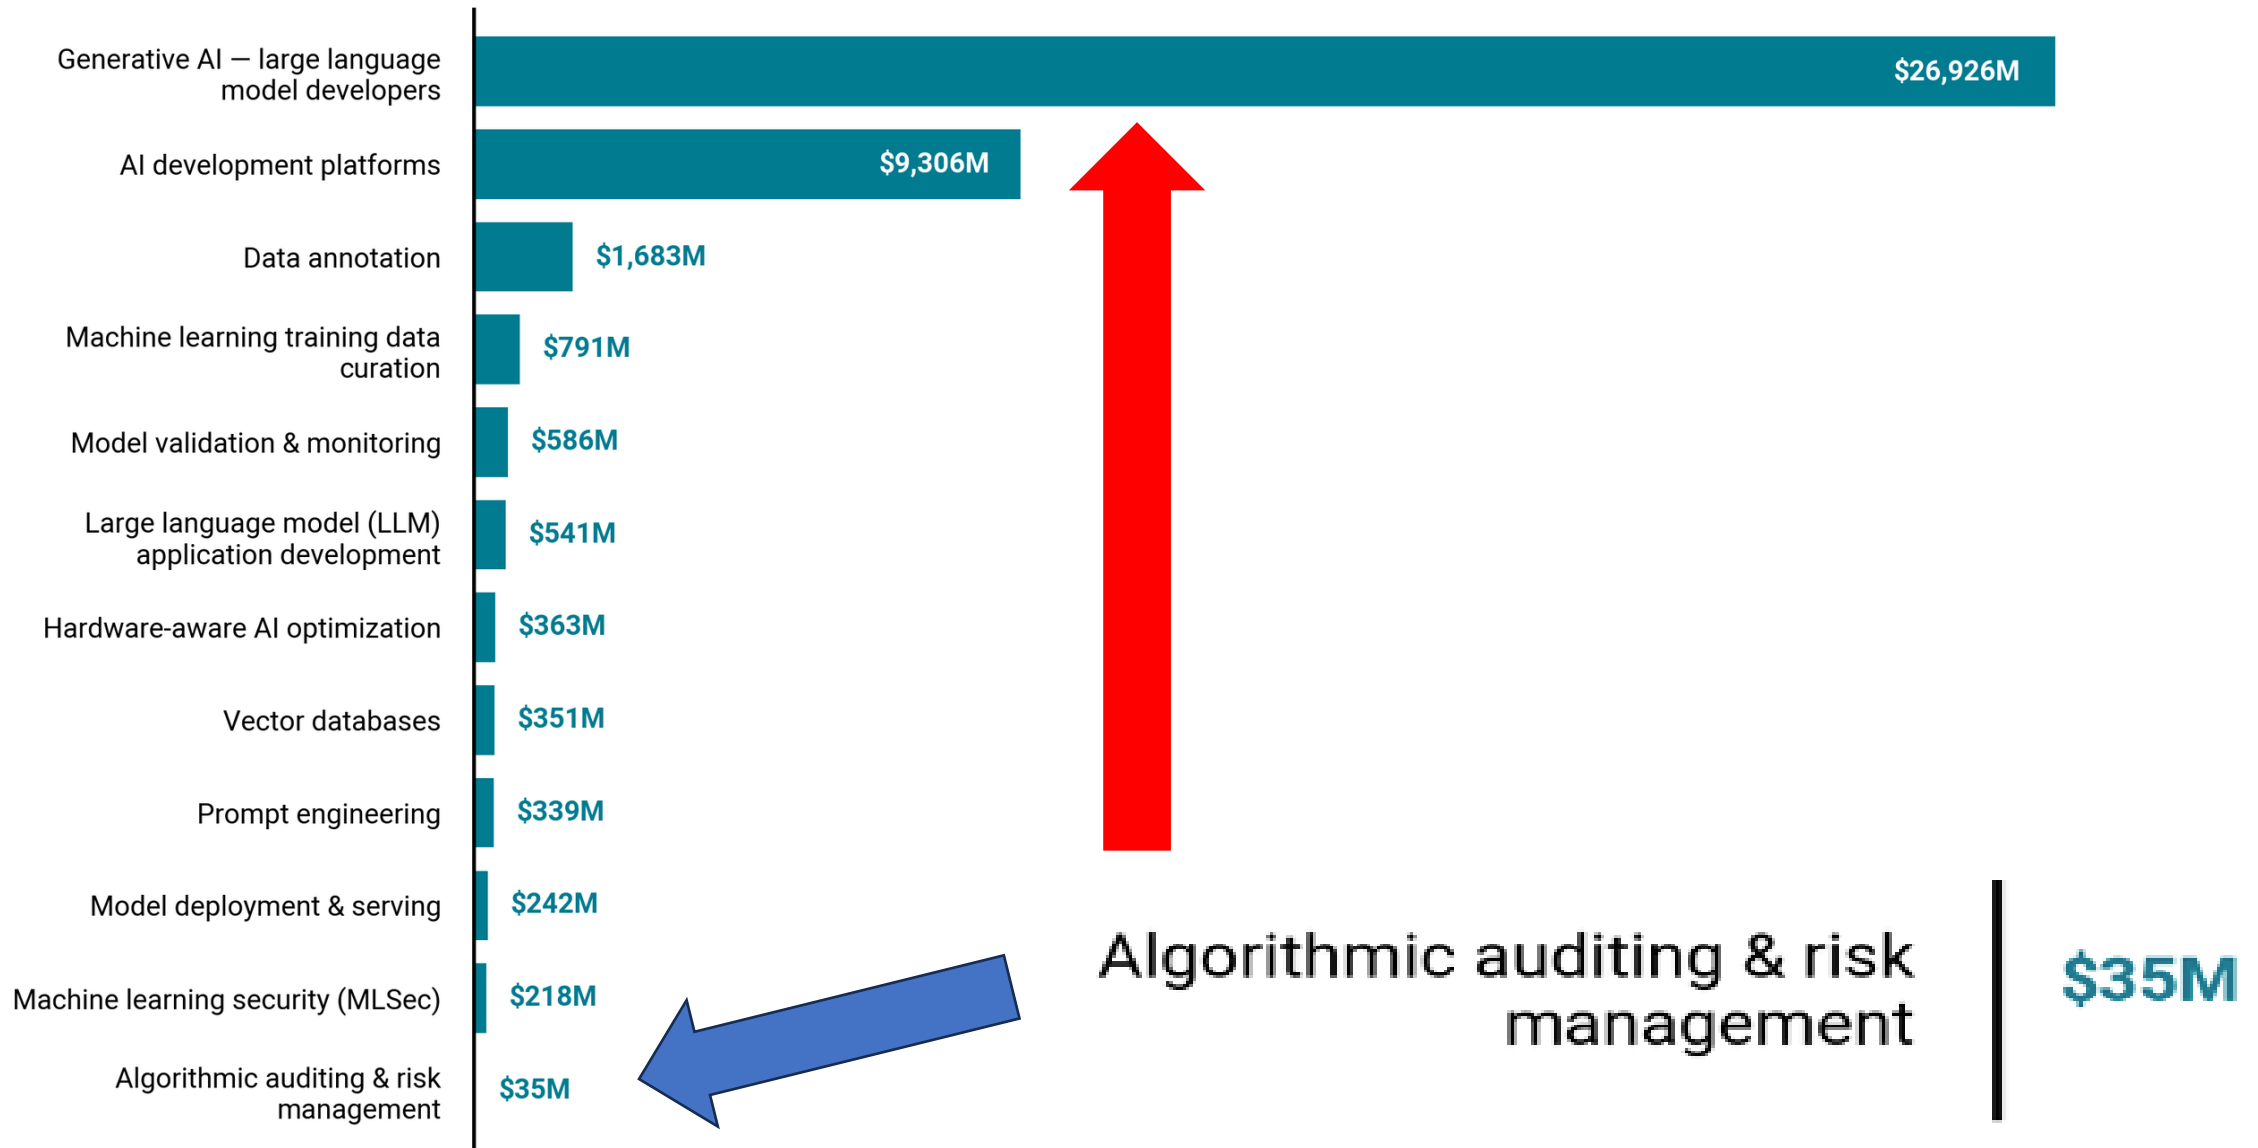 Generative AI — large language
model developers
$26,926M
AI development platforms
$9,306M
Data annotation
$1,683M
Machine learning training data
curation
$791M
Model validation & monitoring
$586M
Large language model (LLM)
application development
$541M
Hardware-aware AI optimization
$363M
Vector databases
$351M
Prompt engineering
$339M
Model deployment & serving
$242M
Machine learning security (MLSec)
$218M
Algorithmic auditing & risk
management
$35M
Algorithmic auditing & risk
management
$35M